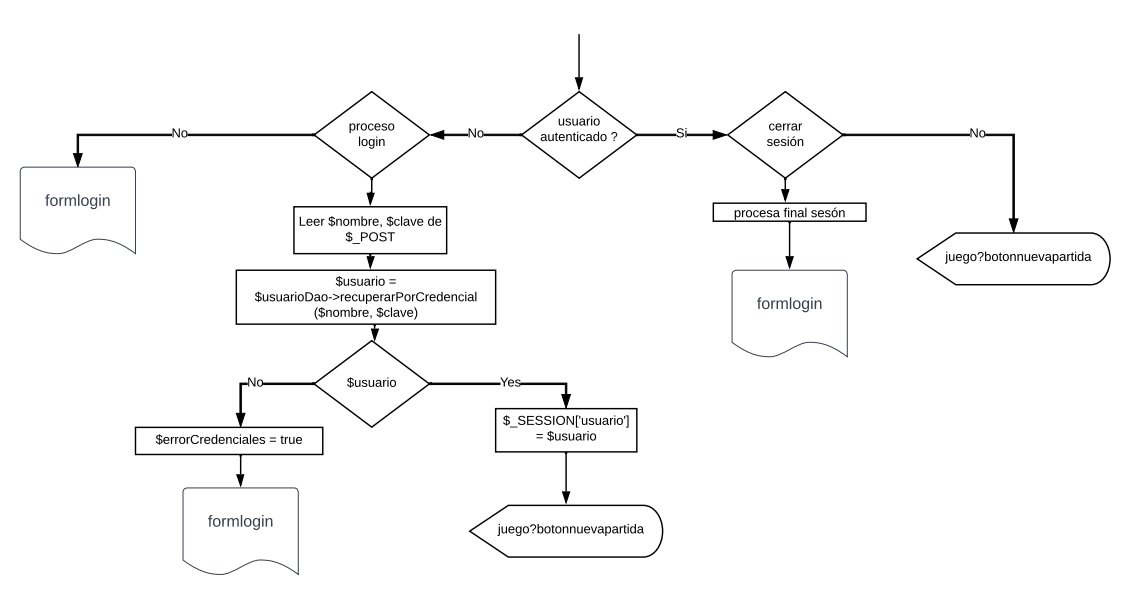 usuario
autenticado ?
proceso
login
cerrar
sesión
No
No
Si
No
formlogin
Leer $nombre, $clave de
$_POST
procesa final sesón
juego?botonnuevapartida
$usuario =
$usuarioDao->recuperarPorCredencial
($nombre, $clave)
formlogin
$usuario
No
Yes
$_SESSION['usuario']
= $usuario
$errorCredenciales = true
formlogin
juego?botonnuevapartida